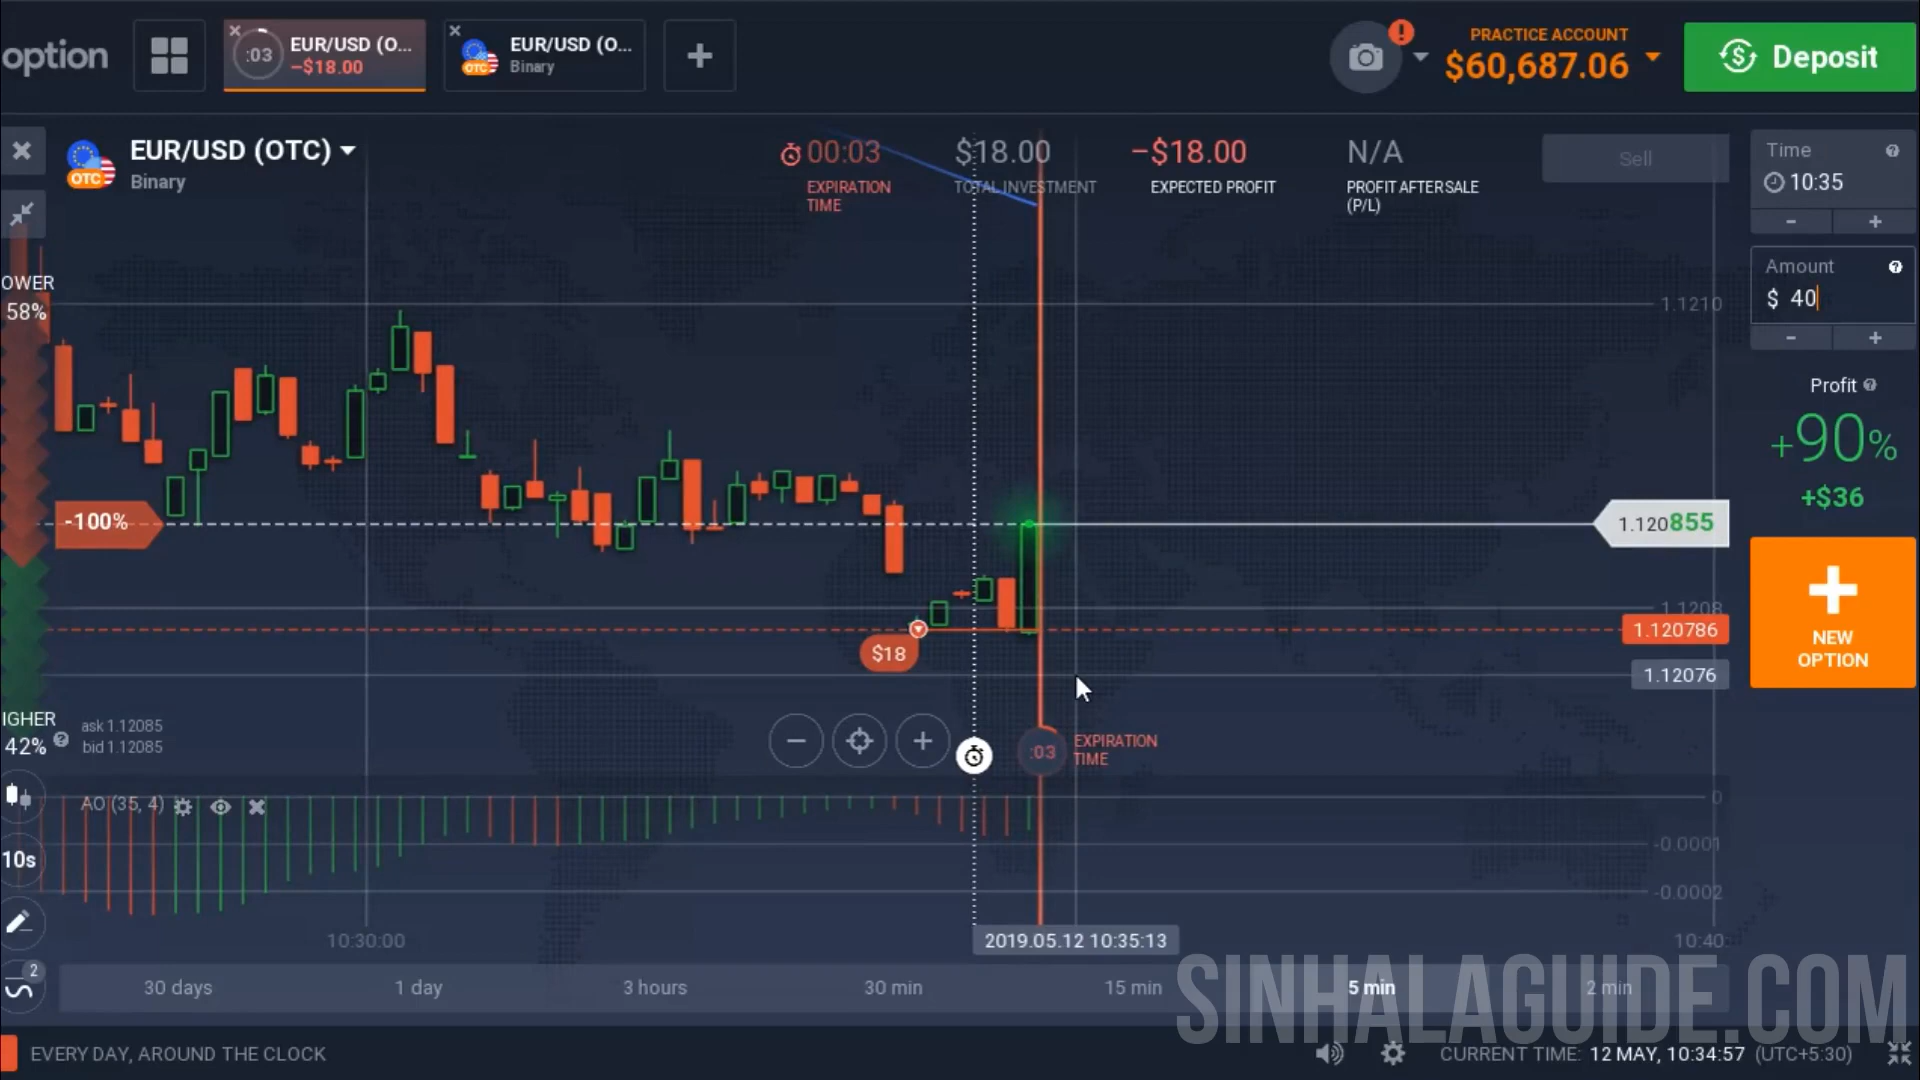 option
:03
EUR/USD (O...
–$18.00
OTC
EUR/USD (O...
Binary
PRACTICE ACCOUNT
$60,687.06
Deposit
OTC
EUR/USD (OTC)
Binary
00:03
EXPIRATION
TIME
$18.00
TOTAL INVESTMENT
–$18.00
EXPECTED PROFIT
N/A
PROFIT AFTER SALE
(P/L)
Sell
Time
10:35
Amount
$ 40
Profit
+90%
+$36
NEW
OPTION
OWER
58%
-100%
1.1210
1.120855
1.1208
1.120786
1.12076
$18
IGHER
42%
ask 1.12085
bid 1.12085
:03
EXPIRATION
TIME
AO (35, 4)
0
-0.0001
-0.0002
10s
2
10:30:00
2019.05.12 10:35:13
10:40:
30 days
1 day
3 hours
30 min
15 min
5 min
2 min
SINHALAGUIDE.COM
EVERY DAY, AROUND THE CLOCK
CURRENT TIME: 12 MAY, 10:34:57 (UTC+5:30)